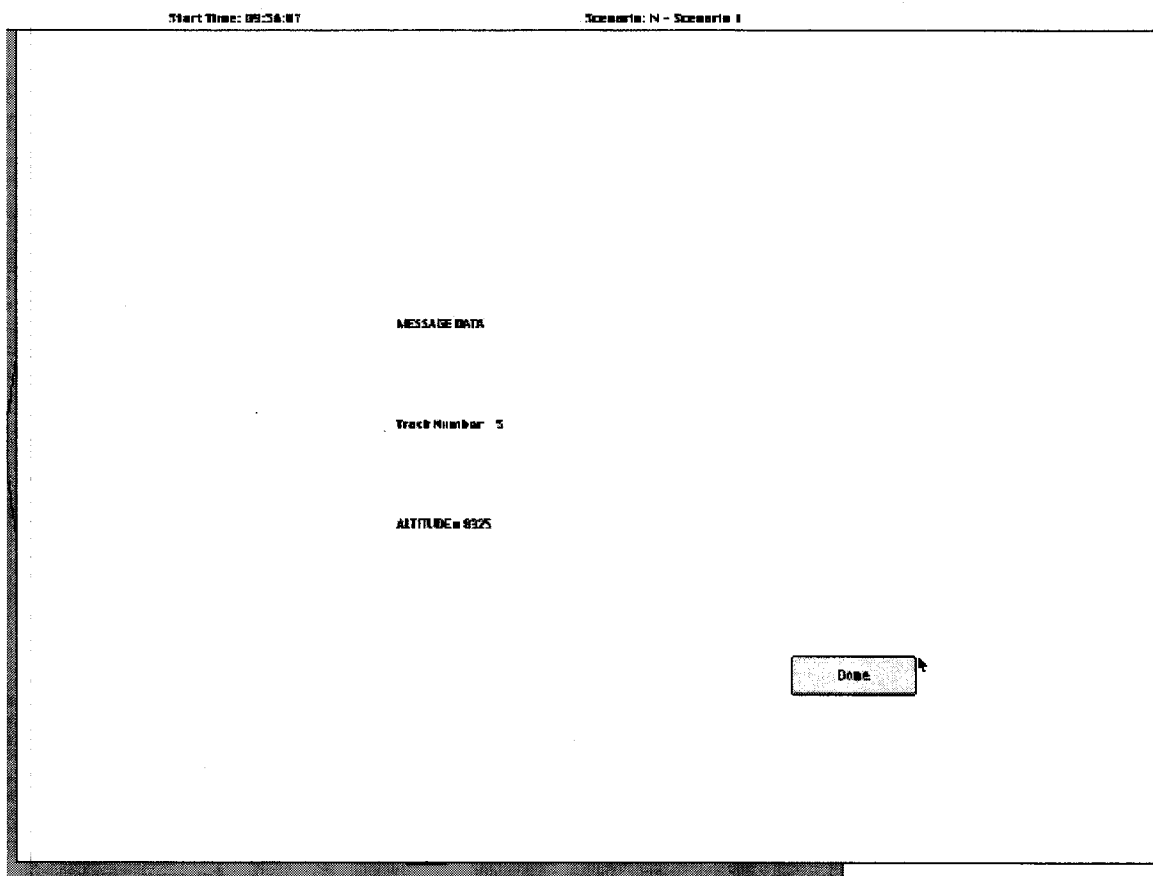 Start Time: 09:56:07 Scenario: N - Scenario 1
MESSAGE DATA
Track Number 5
ALTITUDE = 8325
Done